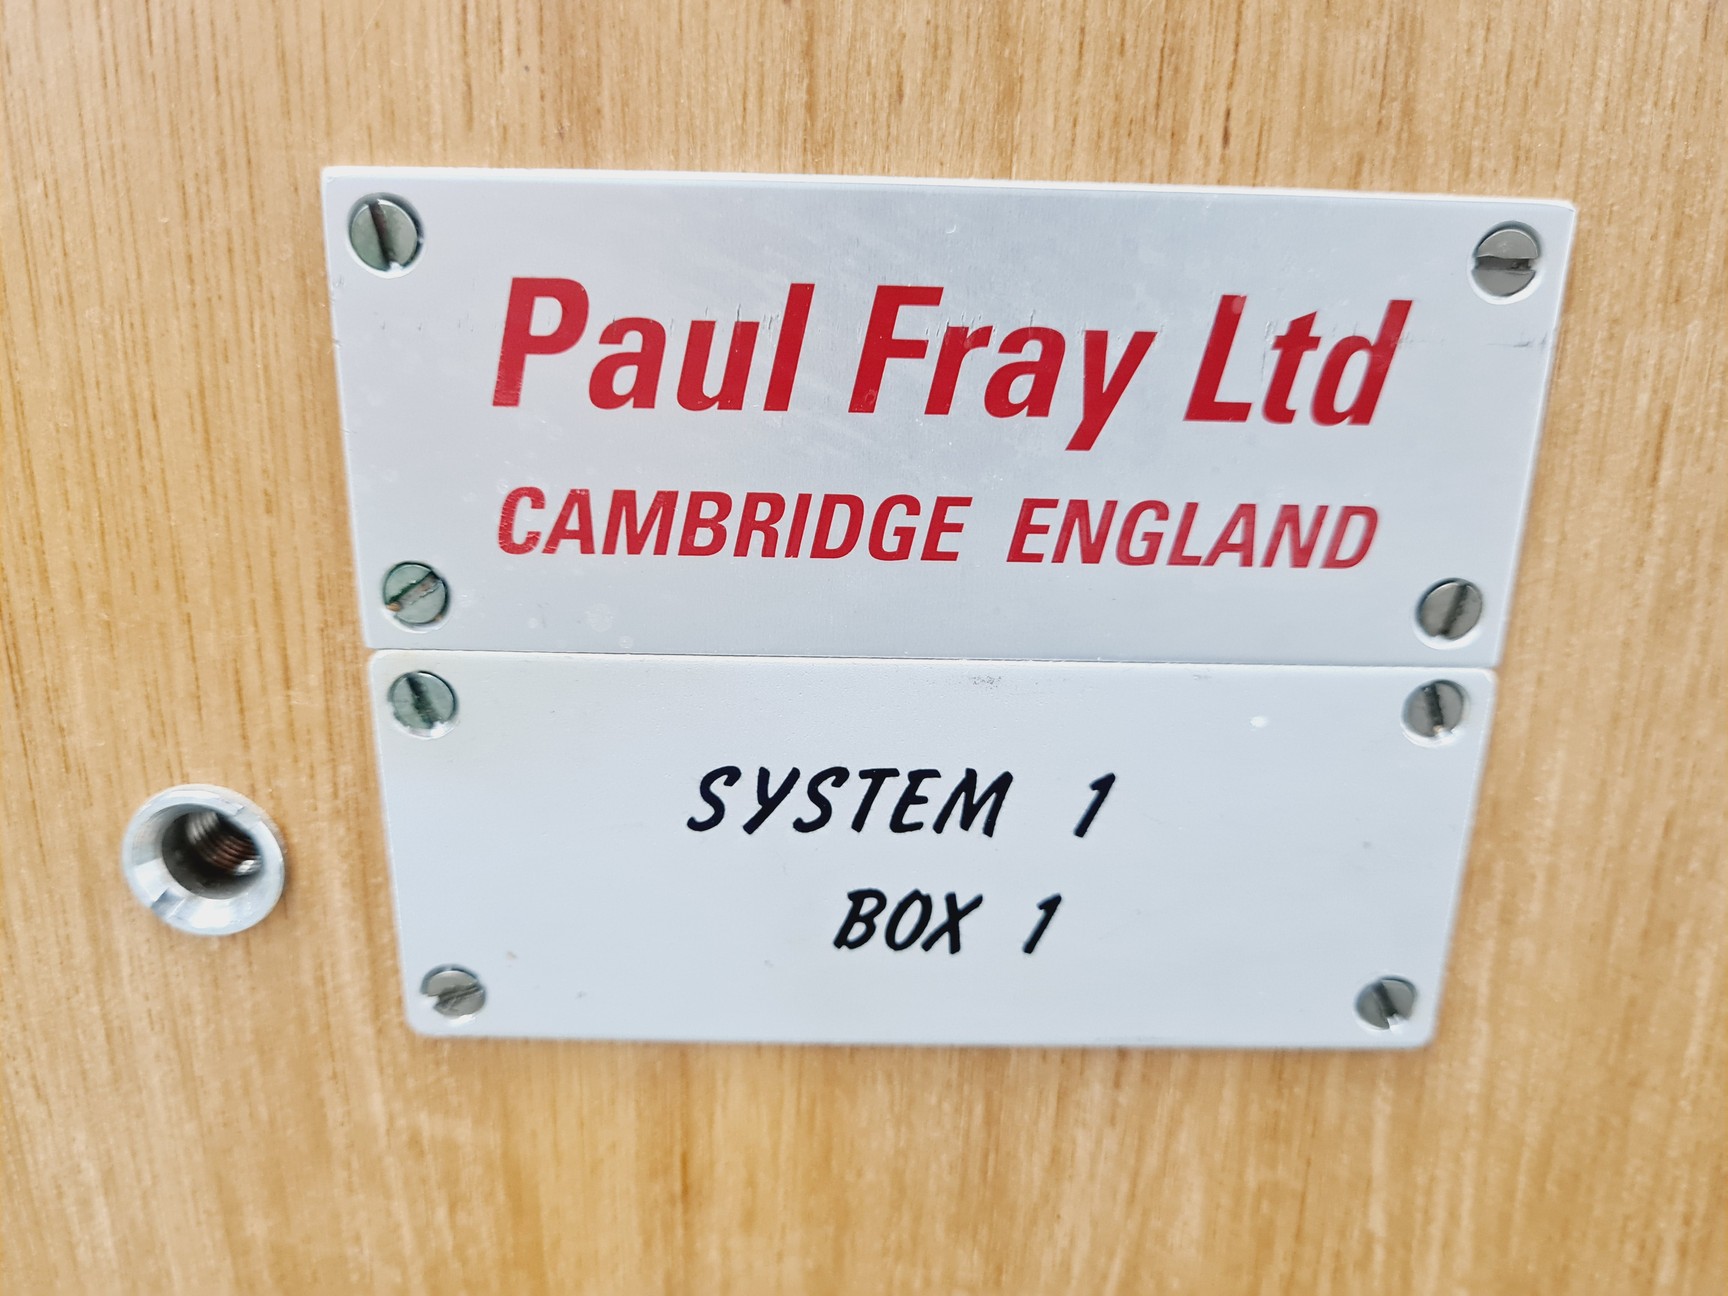 Paul Fray Ltd
CAMBRIDGE ENGLAND
SYSTEM 1
BOX 1